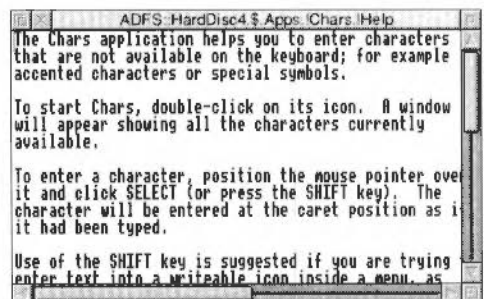 ADFS::HardDisc4.$.Apps.!Chars.!Help
The Chars application helps you to enter characters
that are not available on the keyboard; for example
accented characters or special symbols.
To start Chars, double-click on its icon. A window
will appear showing all the characters currently
available.
To enter a character, position the mouse pointer over
it and click SELECT (or press the SHIFT key). The
character will be entered at the caret position as
it had been typed.
Use of the SHIFT key is suggested if you are trying
enter text into a writeable icon inside a menu, as